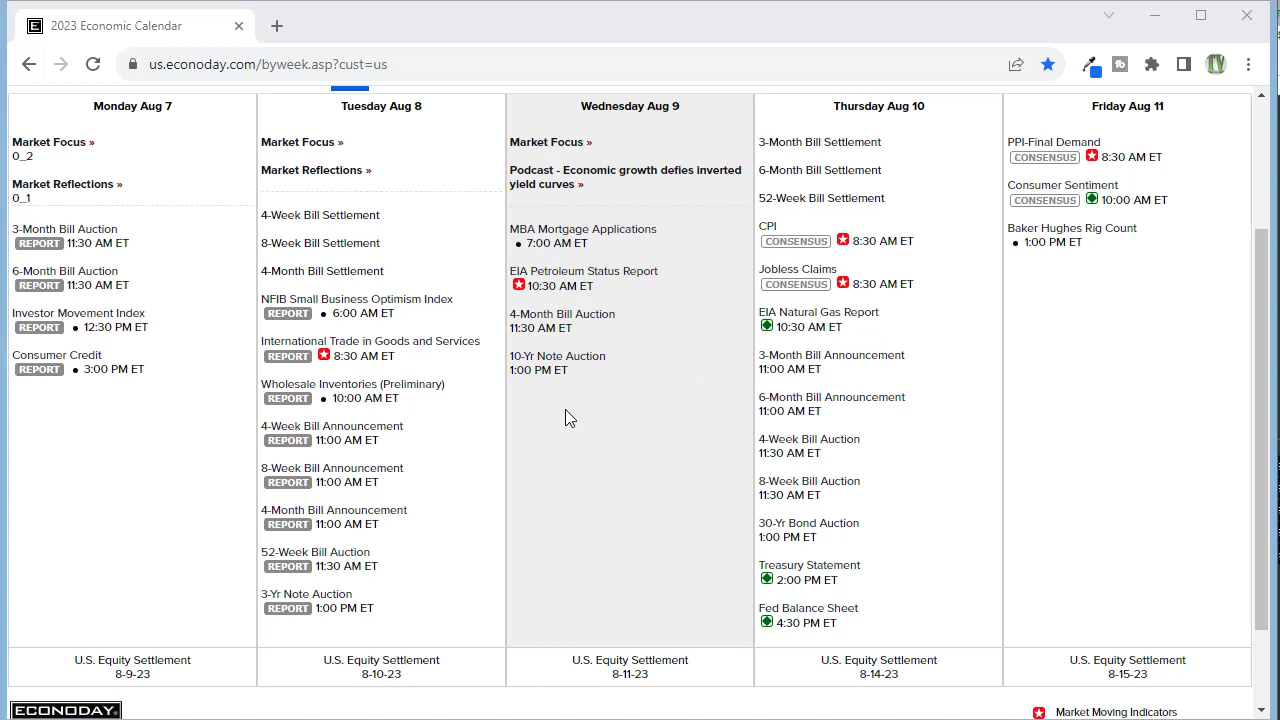 2023 Economic Calendar
us.econoday.com/byweek.asp?cust=us
Monday Aug 7
Market Focus »
0_2
Market Reflections »
0_1
3-Month Bill Auction
REPORT 11:30 AM ET
6-Month Bill Auction
REPORT 11:30 AM ET
Investor Movement Index
REPORT • 12:30 PM ET
Consumer Credit
REPORT • 3:00 PM ET
U.S. Equity Settlement
8-9-23
Tuesday Aug 8
Market Focus »
Market Reflections »
4-Week Bill Settlement
8-Week Bill Settlement
4-Month Bill Settlement
NFIB Small Business Optimism Index
REPORT • 6:00 AM ET
International Trade in Goods and Services
REPORT 8:30 AM ET
Wholesale Inventories (Preliminary)
REPORT • 10:00 AM ET
4-Week Bill Announcement
REPORT 11:00 AM ET
8-Week Bill Announcement
REPORT 11:00 AM ET
4-Month Bill Announcement
REPORT 11:00 AM ET
52-Week Bill Auction
REPORT 11:30 AM ET
3-Yr Note Auction
REPORT 1:00 PM ET
U.S. Equity Settlement
8-10-23
Wednesday Aug 9
Market Focus »
Podcast - Economic growth defies inverted
yield curves »
MBA Mortgage Applications
• 7:00 AM ET
EIA Petroleum Status Report
10:30 AM ET
4-Month Bill Auction
11:30 AM ET
10-Yr Note Auction
1:00 PM ET
U.S. Equity Settlement
8-11-23
Thursday Aug 10
3-Month Bill Settlement
6-Month Bill Settlement
52-Week Bill Settlement
CPI
CONSENSUS 8:30 AM ET
Jobless Claims
CONSENSUS 8:30 AM ET
EIA Natural Gas Report
10:30 AM ET
3-Month Bill Announcement
11:00 AM ET
6-Month Bill Announcement
11:00 AM ET
4-Week Bill Auction
11:30 AM ET
8-Week Bill Auction
11:30 AM ET
30-Yr Bond Auction
1:00 PM ET
Treasury Statement
2:00 PM ET
Fed Balance Sheet
4:30 PM ET
U.S. Equity Settlement
8-14-23
Friday Aug 11
PPI-Final Demand
CONSENSUS 8:30 AM ET
Consumer Sentiment
CONSENSUS 10:00 AM ET
Baker Hughes Rig Count
• 1:00 PM ET
U.S. Equity Settlement
8-15-23
ECONODAY
Market Moving Indicators